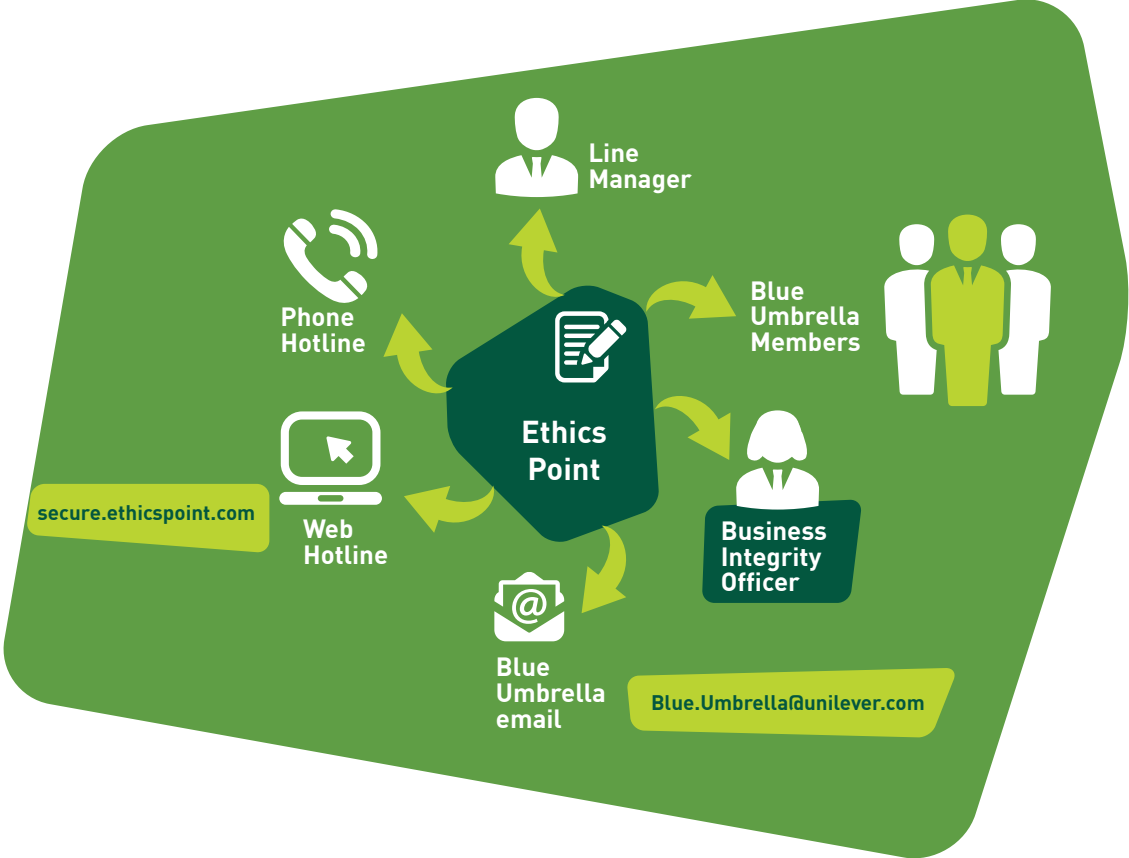 Line
Manager
Phone
Hotline
Blue
Umbrella
Members
Ethics
Point
secure.ethicspoint.com
Web
Hotline
Business
Integrity
Officer
@
Blue
Umbrella
email
Blue.Umbrella@unilever.com